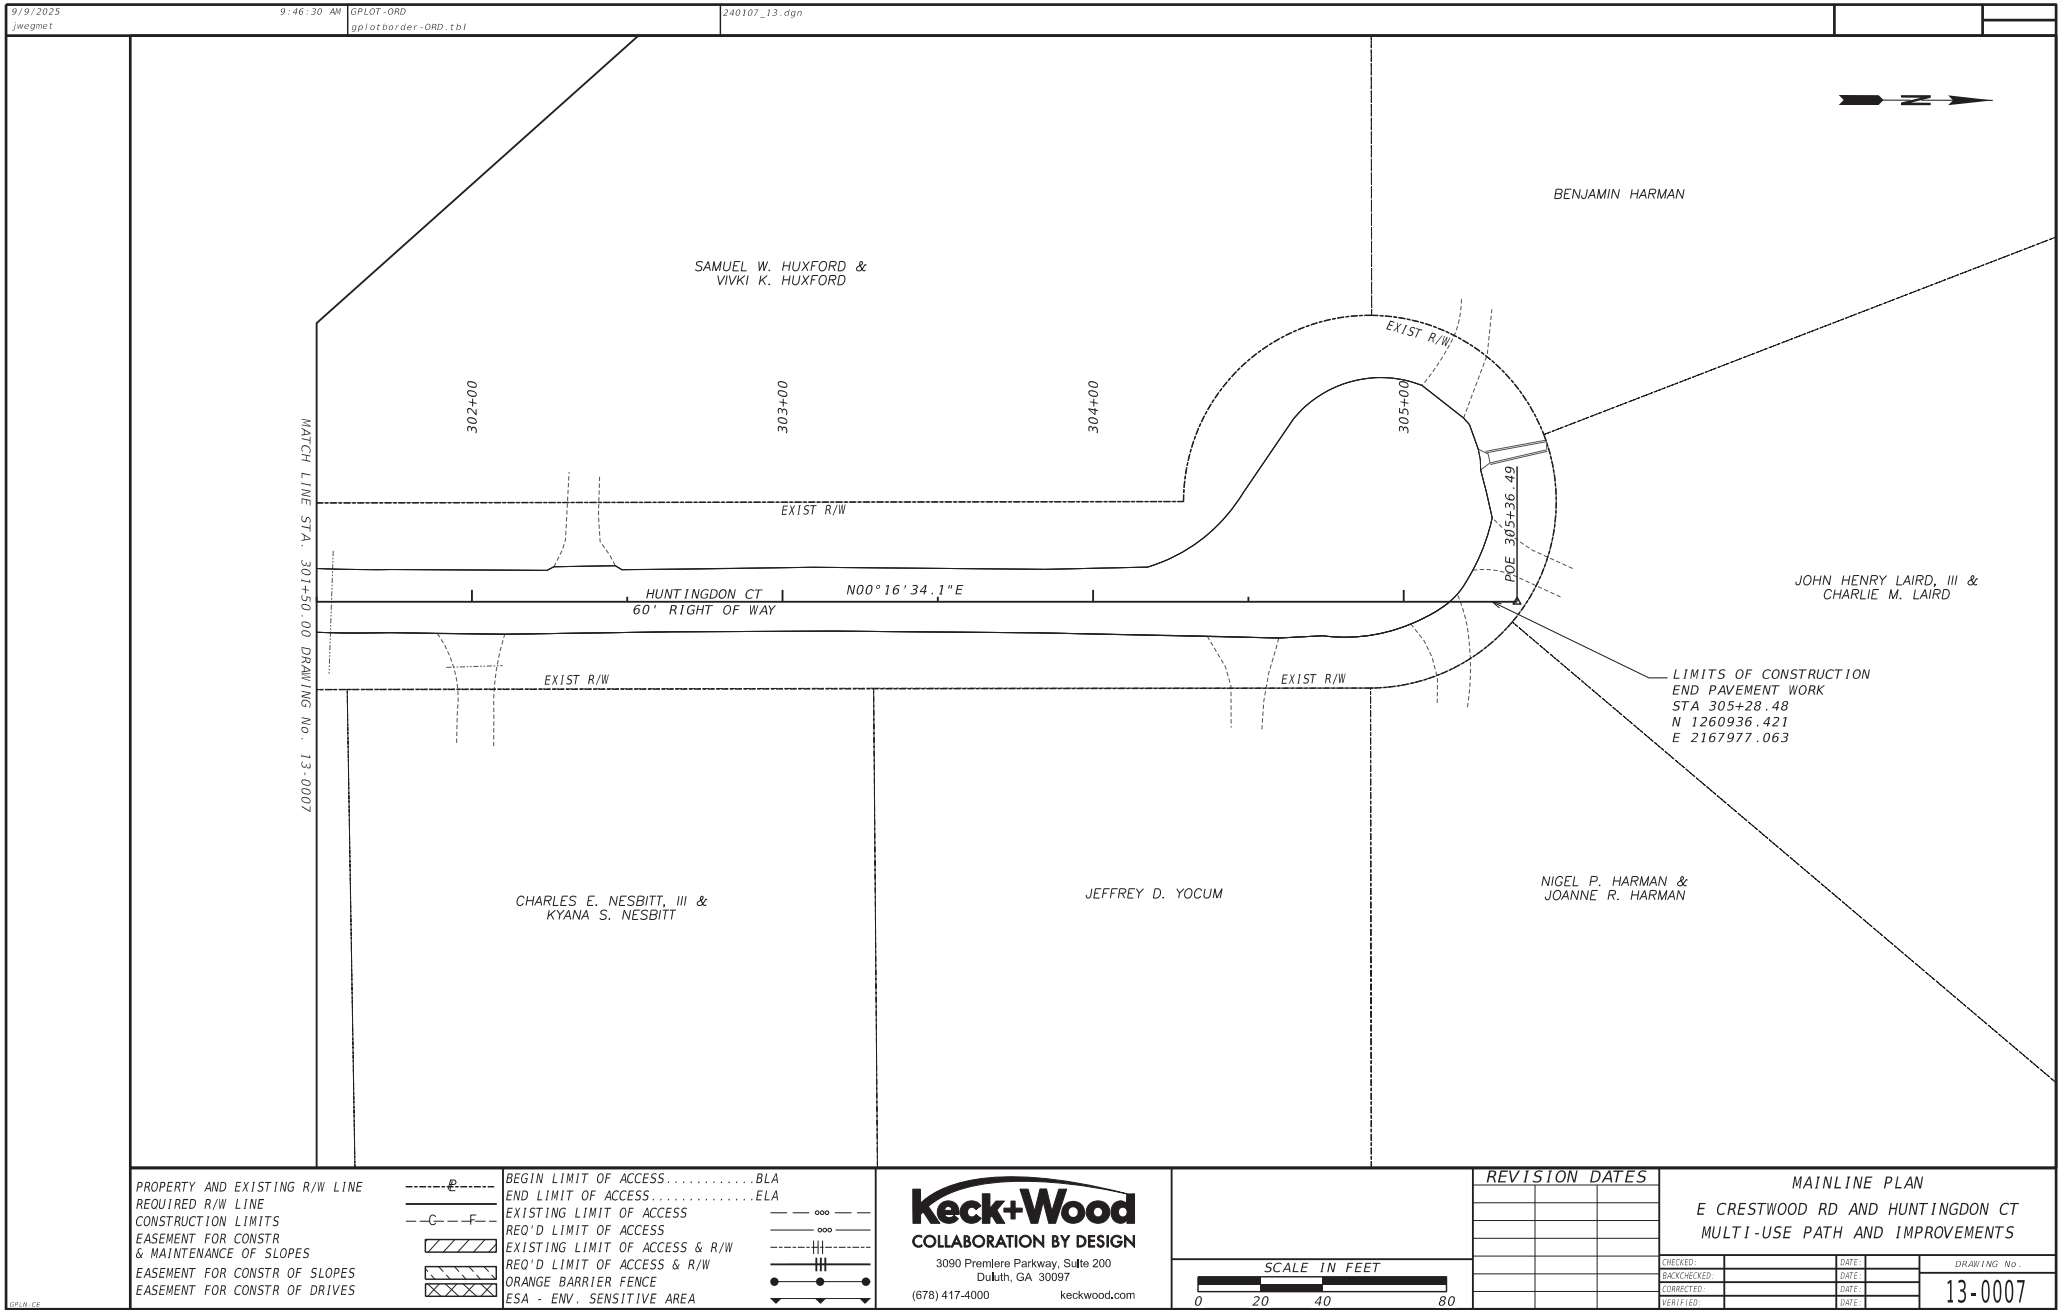 9/9/2025 9:46:30 AM GPLOT-ORD 240107_13.dgn
jwegmet gplotborder-ORD.tbl
N
BENJAMIN HARMAN
SAMUEL W. HUXFORD &
VIVKI K. HUXFORD
EXIST R/W
302+00
303+00
304+00
305+00
MATCH LINE STA. 301+50.00 DRAWING No. 13-0007
EXIST R/W
POE 305+36.49
HUNTINGDON CT N00°16'34.1"E
60' RIGHT OF WAY
JOHN HENRY LAIRD, III &
CHARLIE M. LAIRD
EXIST R/W
EXIST R/W
LIMITS OF CONSTRUCTION
END PAVEMENT WORK
STA 305+28.48
N 1260936.421
E 2167977.063
CHARLES E. NESBITT, III &
KYANA S. NESBITT
JEFFREY D. YOCUM
NIGEL P. HARMAN &
JOANNE R. HARMAN
PROPERTY AND EXISTING R/W LINE
REQUIRED R/W LINE
CONSTRUCTION LIMITS C F
EASEMENT FOR CONSTR
& MAINTENANCE OF SLOPES
EASEMENT FOR CONSTR OF SLOPES
EASEMENT FOR CONSTR OF DRIVES
BEGIN LIMIT OF ACCESS............BLA
END LIMIT OF ACCESS..............ELA
EXISTING LIMIT OF ACCESS
REQ'D LIMIT OF ACCESS
EXISTING LIMIT OF ACCESS & R/W
REQ'D LIMIT OF ACCESS & R/W
ORANGE BARRIER FENCE
ESA - ENV. SENSITIVE AREA
Keck+Wood
COLLABORATION BY DESIGN
3090 Premiere Parkway, Suite 200
Duluth, GA 30097
(678) 417-4000 keckwood.com
SCALE IN FEET
0 20 40 80
REVISION DATES
MAINLINE PLAN
E CRESTWOOD RD AND HUNTINGDON CT
MULTI-USE PATH AND IMPROVEMENTS
CHECKED: DATE:
BACKCHECKED: DATE:
CORRECTED: DATE:
VERIFIED: DATE:
DRAWING No.
13-0007
GPLN-CE